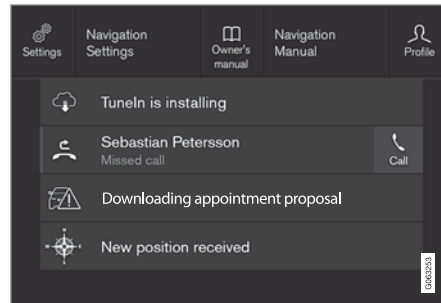 Settings
Navigation
Settings
Owner's
manual
Navigation
Manual
Profile
TuneIn is installing
Sebastian Petersson
Missed call
Call
Downloading appointment proposal
New position received
G063253